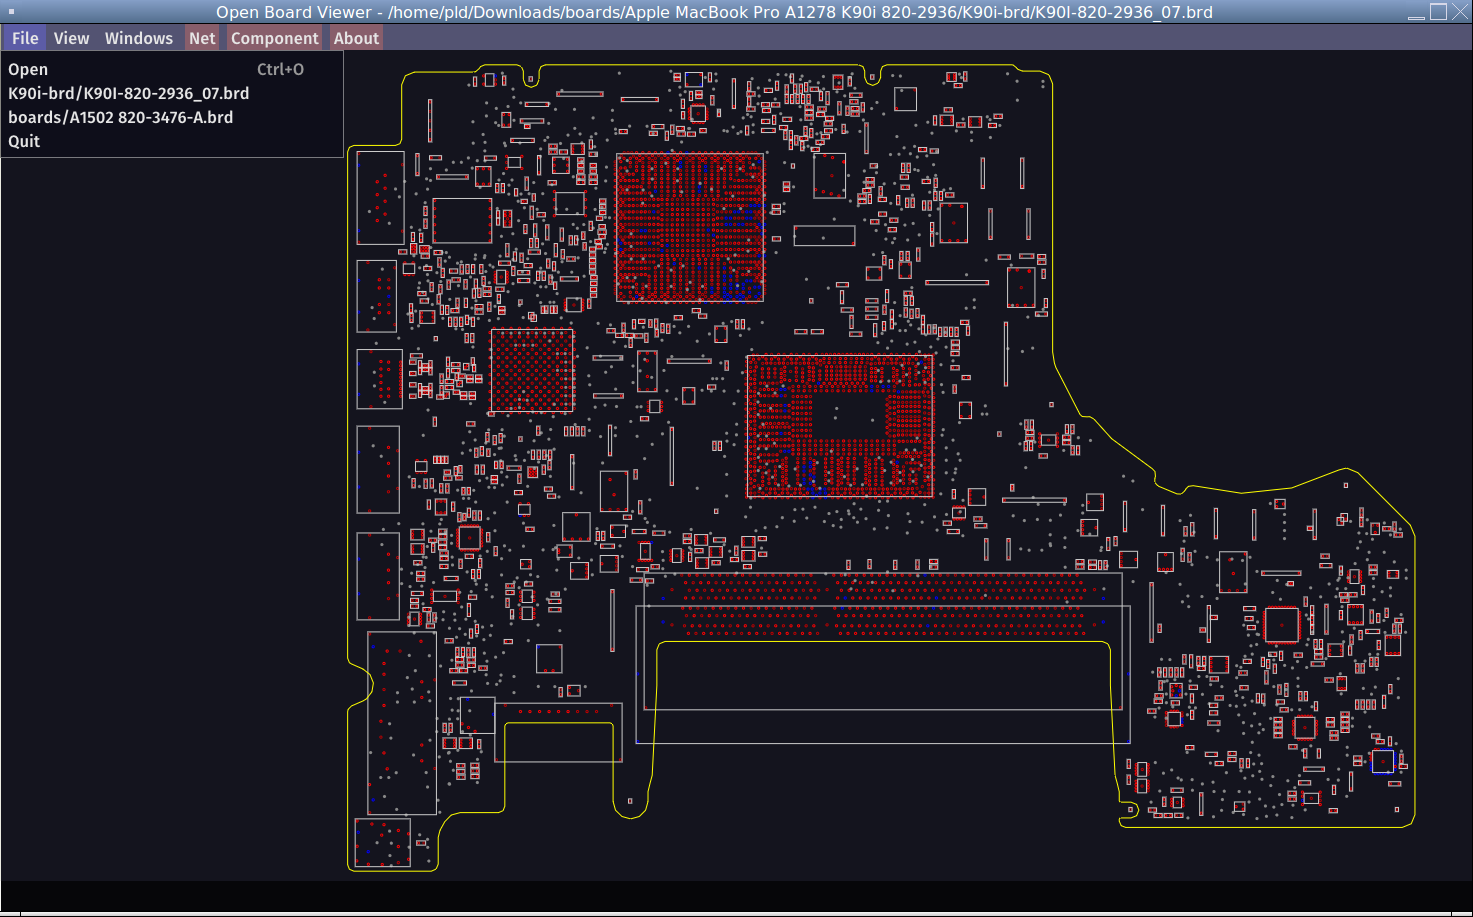 Open Board Viewer - /home/pld/Downloads/boards/Apple MacBook Pro A1278 K90i 820-2936/K90i-brd/K90I-820-2936_07.brd
File View Windows Net Component About
Open Ctrl+O
K90i-brd/K90I-820-2936_07.brd
boards/A1502 820-3476-A.brd
Quit